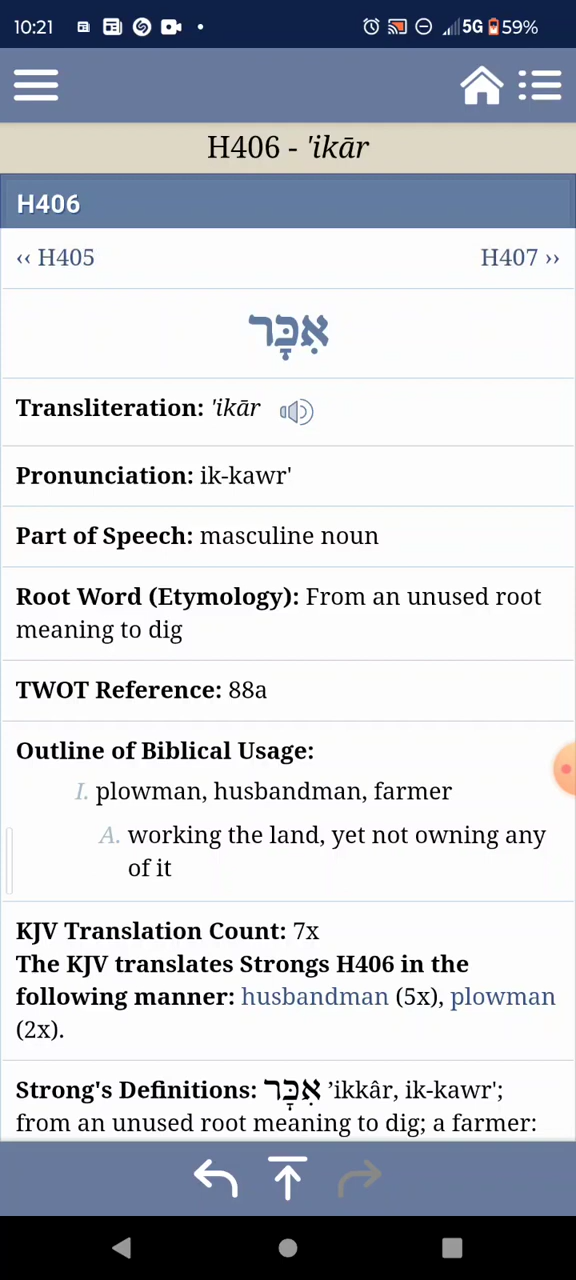 10:21
5G 59%
H406 - 'ikār
H406
‹‹ H405
H407 ››
אִכָּר
Transliteration: 'ikār
Pronunciation: ik-kawr'
Part of Speech: masculine noun
Root Word (Etymology): From an unused root
meaning to dig
TWOT Reference: 88a
Outline of Biblical Usage:
I. plowman, husbandman, farmer
A. working the land, yet not owning any
of it
KJV Translation Count: 7x
The KJV translates Strongs H406 in the
following manner: husbandman (5x), plowman
(2x).
Strong's Definitions: אִכָּר ʼikkâr, ik-kawr';
from an unused root meaning to dig; a farmer: